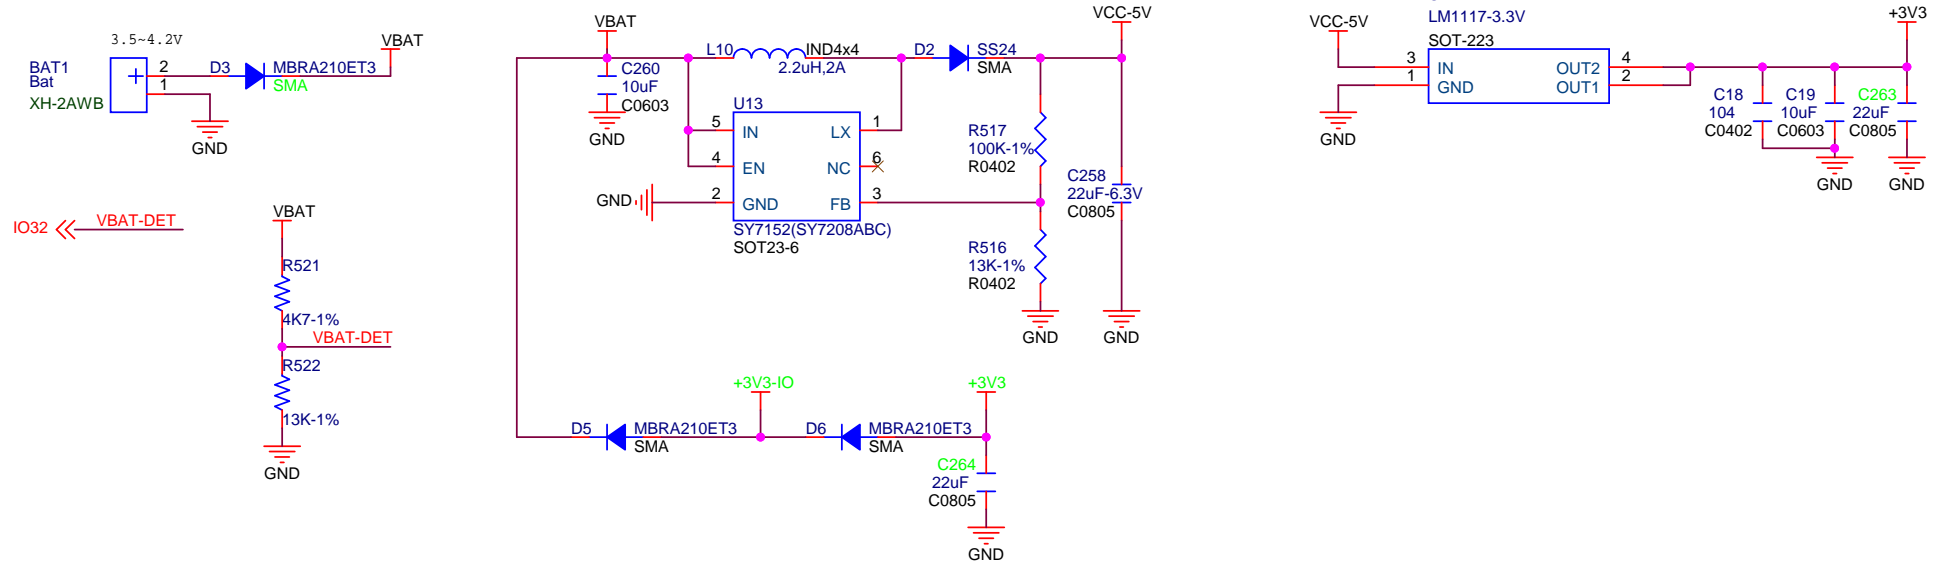 3.5~4.2V
BAT1
Bat
XH-2AWB
+
2
1
D3
MBRA210ET3
SMA
VBAT
GND
IO32
VBAT-DET
VBAT
R521
4K7-1%
VBAT-DET
R522
13K-1%
GND
VBAT
C260
10uF
C0603
GND
L10
IND4x4
2.2uH,2A
D2
SS24
SMA
VCC-5V
U13
5
IN
LX
1
4
EN
NC
6
2
GND
FB
3
GND
SY7152(SY7208ABC)
SOT23-6
R517
100K-1%
R0402
R516
13K-1%
R0402
GND
C258
22uF-6.3V
C0805
GND
+3V3-IO
+3V3
D5
MBRA210ET3
SMA
D6
MBRA210ET3
SMA
C264
22uF
C0805
GND
VCC-5V
LM1117-3.3V
SOT-223
3
IN
OUT2
4
1
GND
OUT1
2
GND
+3V3
C18
104
C0402
C19
10uF
C0603
C263
22uF
C0805
GND
GND